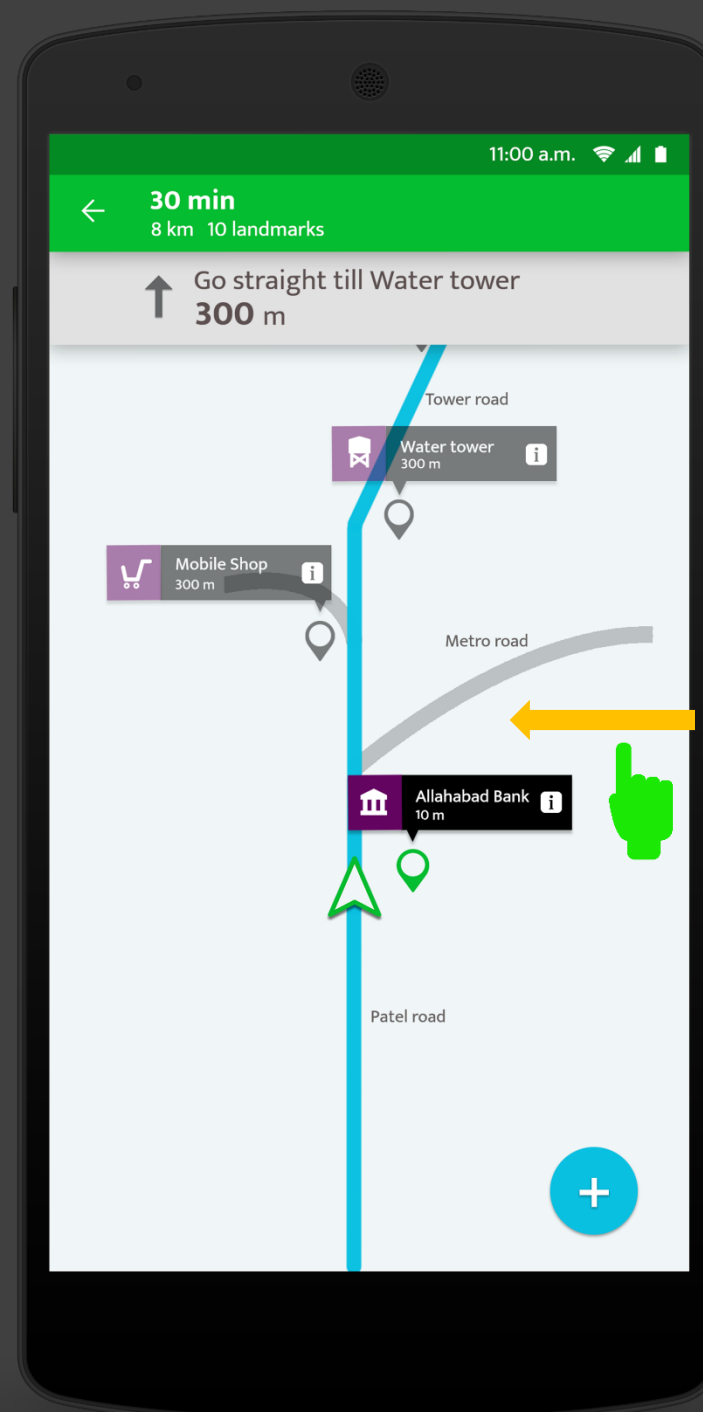 11:00 a.m.
30 min
8 km 10 landmarks
Go straight till Water tower
300 m
Tower road
Water tower
300 m
i
Mobile Shop
300 m
i
Metro road
Allahabad Bank
10 m
i
Patel road
+